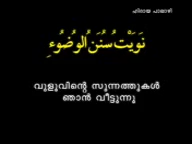 ഹിദായ പാലാഴി
نَوَيْتُ سُنَنَ الْوُضُوءِ
വുളൂവിന്റെ സുന്നത്തുകൾ
ഞാൻ വീട്ടുന്നു